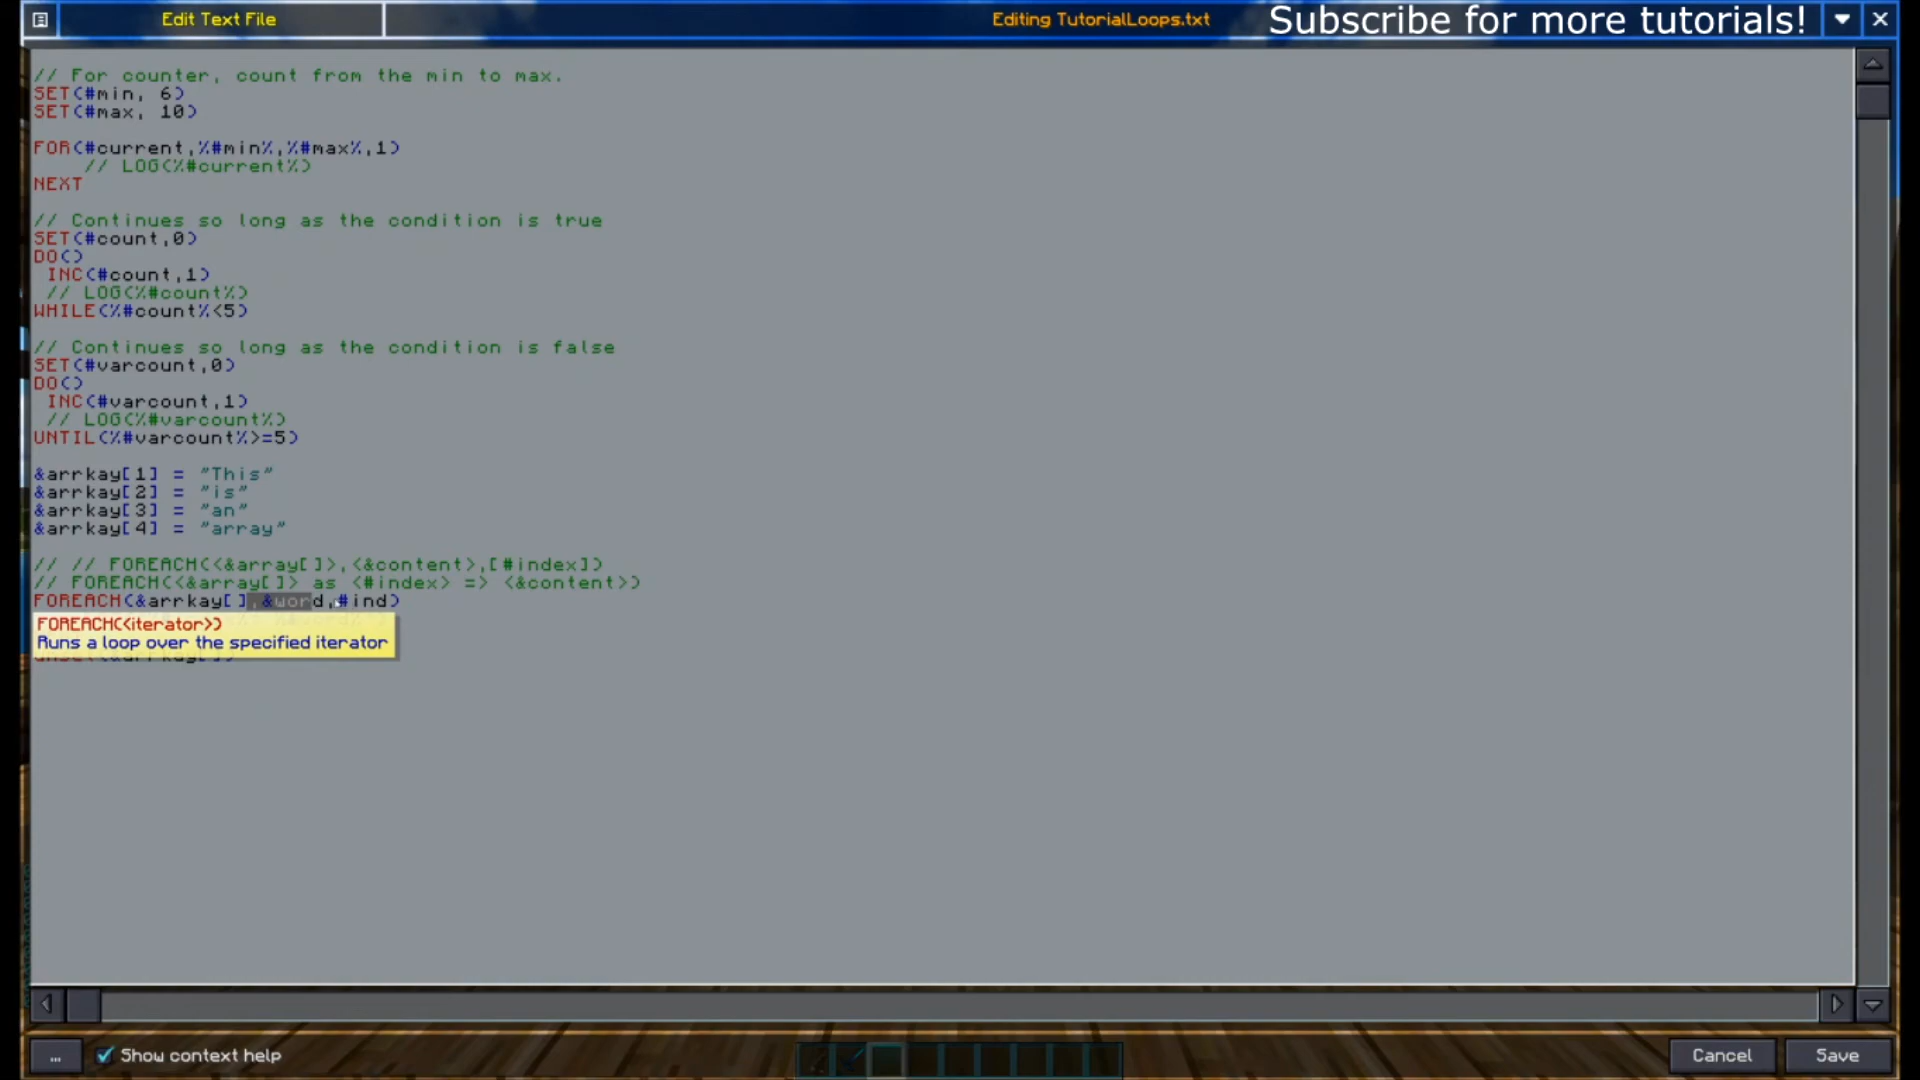 Edit Text File
Editing TutorialLoops.txt
Subscribe for more tutorials!
// For counter, count from the min to max.
SET(#min, 6)
SET(#max, 10)
FOR(#current,%#min%,%#max%,1)
// LOG(%#current%)
NEXT
// Continues so long as the condition is true
SET(#count,0)
DO()
INC(#count,1)
// LOG(%#count%)
WHILE(%#count%<5)
// Continues so long as the condition is false
SET(#varcount,0)
DO()
INC(#varcount,1)
// LOG(%#varcount%)
UNTIL(%#varcount%>=5)
&arrkay[1] = "This"
&arrkay[2] = "is"
&arrkay[3] = "an"
&arrkay[4] = "array"
// // FOREACH(<&array[]>,<&content>,[#index])
// FOREACH(<&array[]> as <#index> => <&content>)
FOREACH(&arrkay[],&word,#ind)
FOREACH(<iterator>)
Runs a loop over the specified iterator
...
Show context help
Cancel
Save